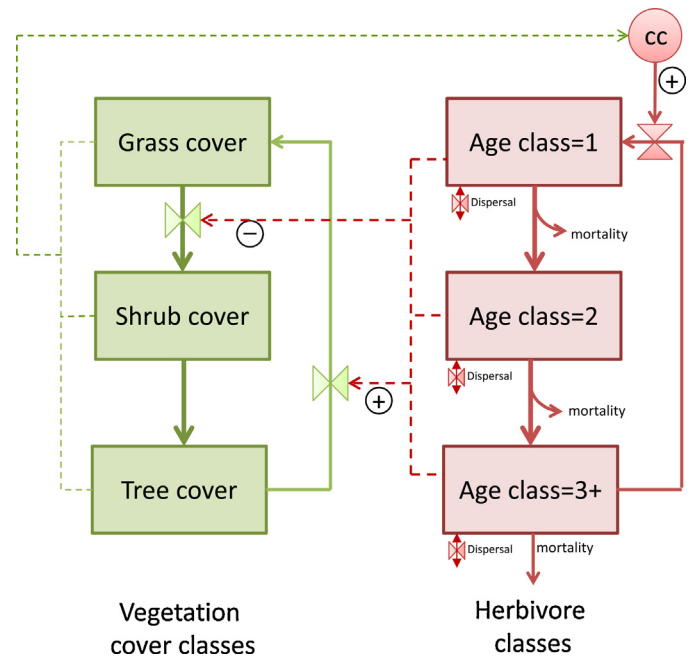 cc
+
Grass cover
Age class=1
Dispersal
−
mortality
Shrub cover
Age class=2
Dispersal
+
mortality
Tree cover
Age class=3+
Dispersal
mortality
Vegetation
cover classes
Herbivore
classes